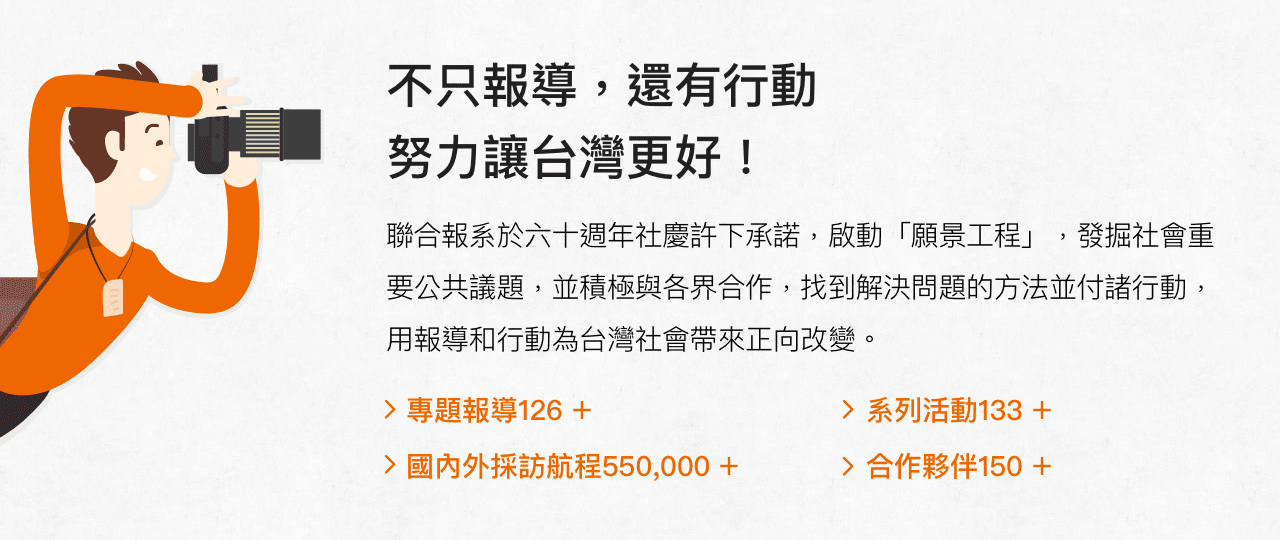 不只報導，還有行動
努力讓台灣更好！
聯合報系於六十週年社慶許下承諾，啟動「願景工程」，發掘社會重
要公共議題，並積極與各界合作，找到解決問題的方法並付諸行動，
用報導和行動為台灣社會帶來正向改變。
專題報導126 +
系列活動133 +
國內外採訪航程550,000 +
合作夥伴150 +